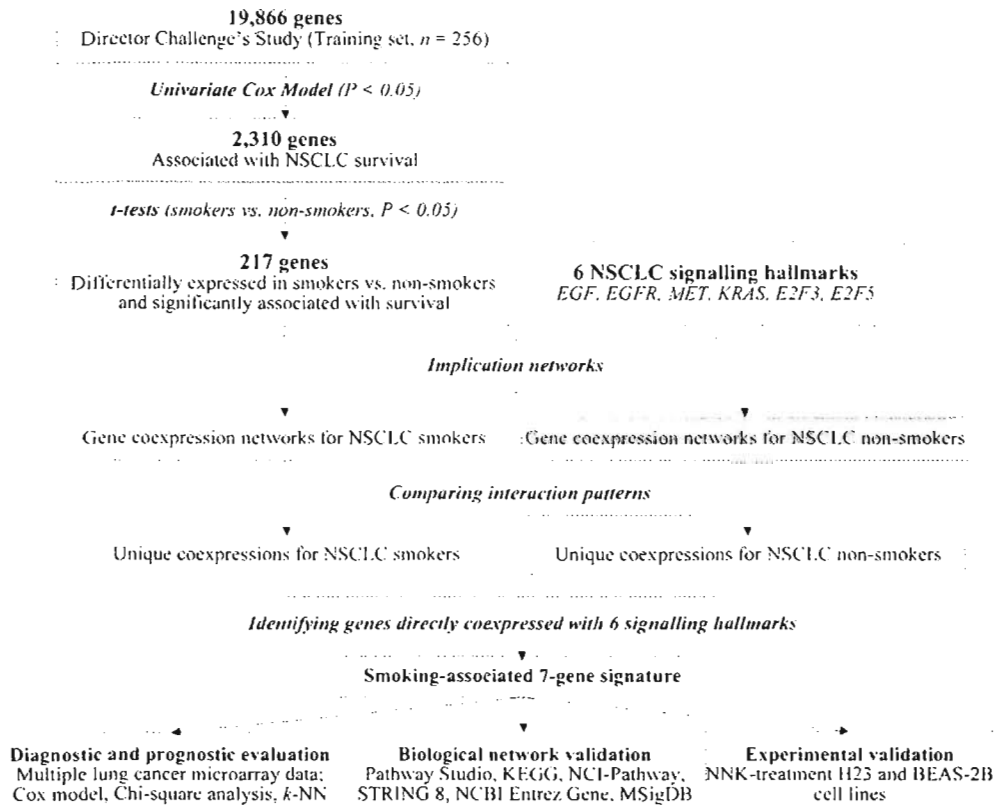 19,866 genes
Director Challenge's Study (Training set, n = 256)
Univariate Cox Model (P < 0.05)
2,310 genes
Associated with NSCLC survival
t-tests (smokers vs. non-smokers, P < 0.05)
217 genes
Differentially expressed in smokers vs. non-smokers
and significantly associated with survival
6 NSCLC signalling hallmarks
EGF, EGFR, MET, KRAS, E2F3, E2F5
Implication networks
Gene coexpression networks for NSCLC smokers
Gene coexpression networks for NSCLC non-smokers
Comparing interaction patterns
Unique coexpressions for NSCLC smokers
Unique coexpressions for NSCLC non-smokers
Identifying genes directly coexpressed with 6 signalling hallmarks
Smoking-associated 7-gene signature
Diagnostic and prognostic evaluation
Multiple lung cancer microarray data;
Cox model, Chi-square analysis, k-NN
Biological network validation
Pathway Studio, KEGG, NCI-Pathway,
STRING 8, NCBI Entrez Gene, MSigDB
Experimental validation
NNK-treatment H23 and BEAS-2B
cell lines